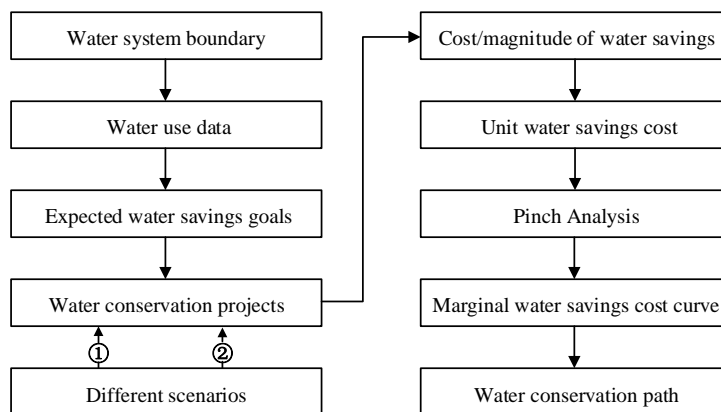 Water system boundary
Water use data
Expected water savings goals
Water conservation projects
① ②
Different scenarios
Cost/magnitude of water savings
Unit water savings cost
Pinch Analysis
Marginal water savings cost curve
Water conservation path